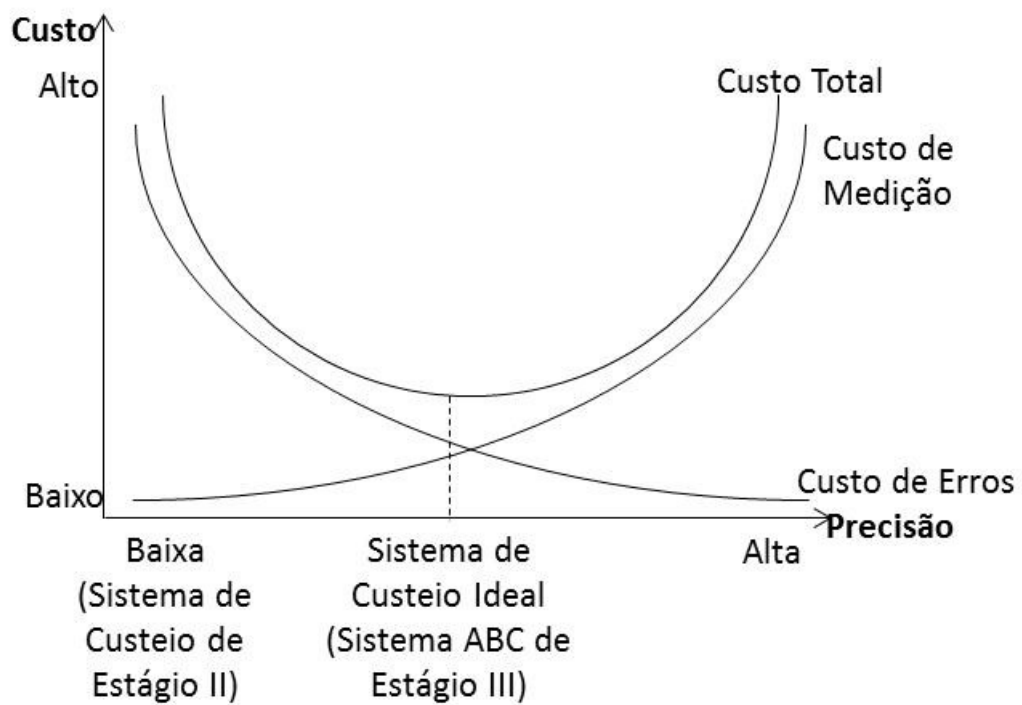 Custo
Alto
Custo Total
Custo de
Medição
Baixo
Custo de Erros
Precisão
Baixa
(Sistema de
Custeio de
Estágio II)
Sistema de
Custeio Ideal
(Sistema ABC de
Estágio III)
Alta